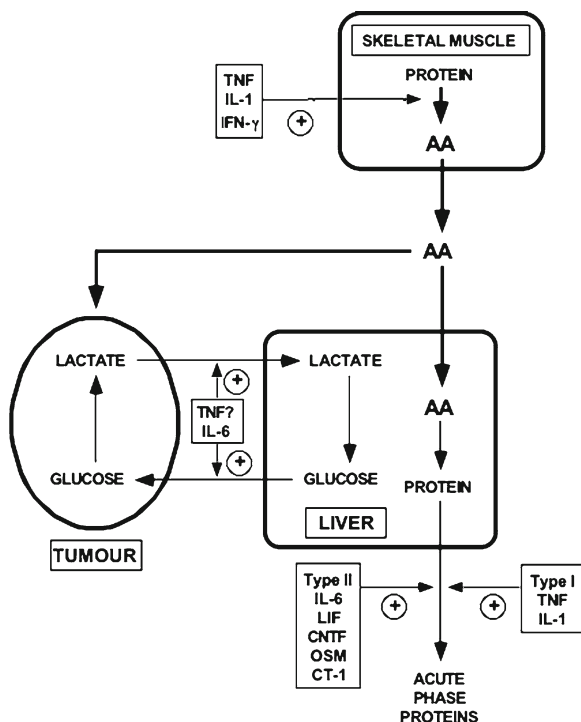 SKELETAL MUSCLE
PROTEIN
AA
TNF
IL-1
IFN-γ
+
AA
LACTATE
GLUCOSE
TUMOUR
+
TNF?
IL-6
+
LACTATE
GLUCOSE
AA
PROTEIN
LIVER
Type II
IL-6
LIF
CNTF
OSM
CT-1
+
+
Type I
TNF
IL-1
ACUTE
PHASE
PROTEINS